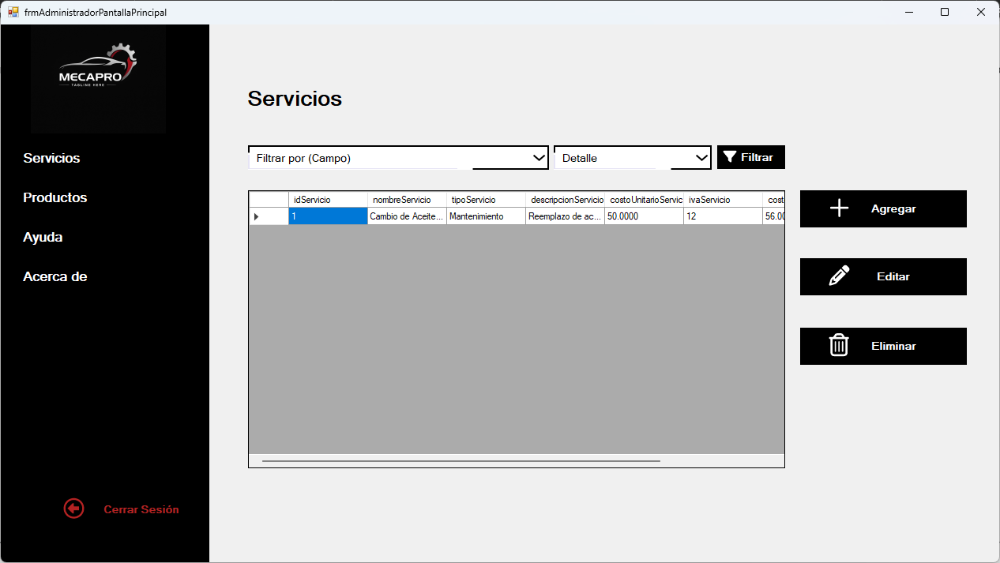 frmAdministradorPantallaPrincipal
MECAPRO
TAGLINE HERE
Servicios
Productos
Ayuda
Acerca de
Cerrar Sesión
Servicios
Filtrar por (Campo) Detalle Filtrar
idServicio nombreServicio tipoServicio descripcionServicio costoUnitarioServic ivaServicio cost
1 Cambio de Aceite... Mantenimiento Reemplazo de ac... 50.0000 12 56.00
Agregar
Editar
Eliminar